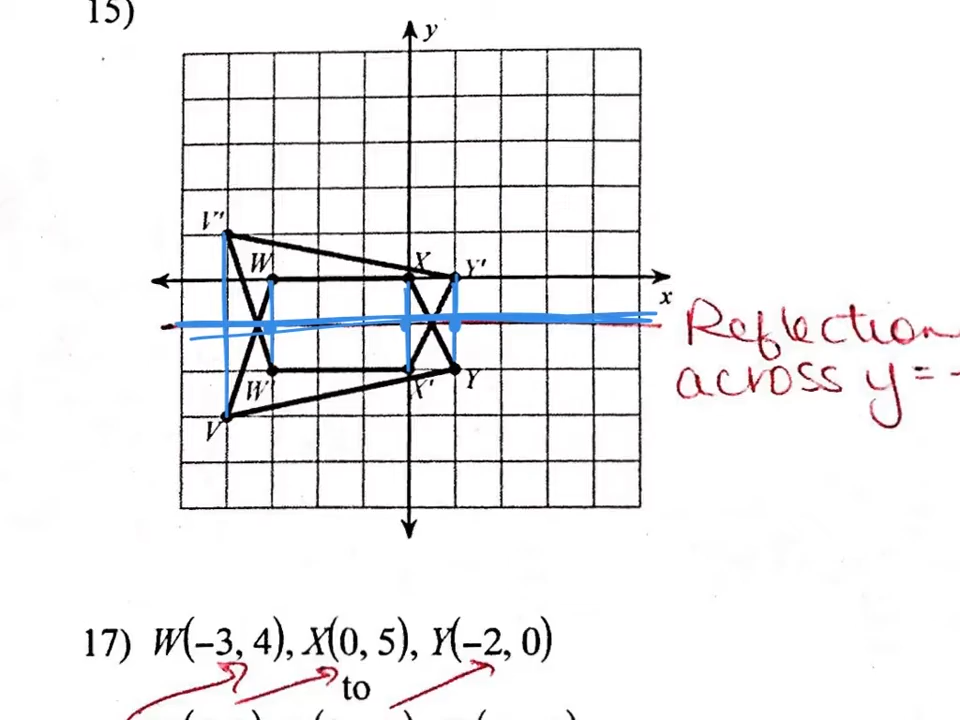 15)
y
V"
W
X
Y'
x
Reflection
across y = -
W'
X'
Y
V
17) W(−3, 4), X(0, 5), Y(−2, 0)
to